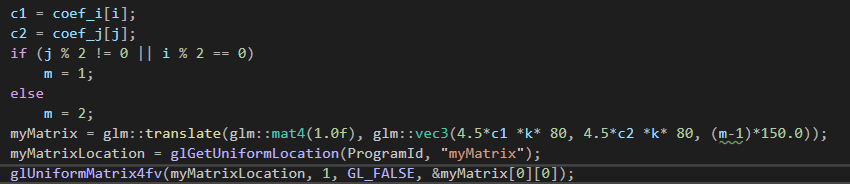 c1 = coef_i[i];
c2 = coef_j[j];
if (j % 2 != 0 || i % 2 == 0)
    m = 1;
else
    m = 2;
myMatrix = glm::translate(glm::mat4(1.0f), glm::vec3(4.5*c1 *k* 80, 4.5*c2 *k* 80, (m-1)*150.0));
myMatrixLocation = glGetUniformLocation(ProgramId, "myMatrix");
glUniformMatrix4fv(myMatrixLocation, 1, GL_FALSE, &myMatrix[0][0]);